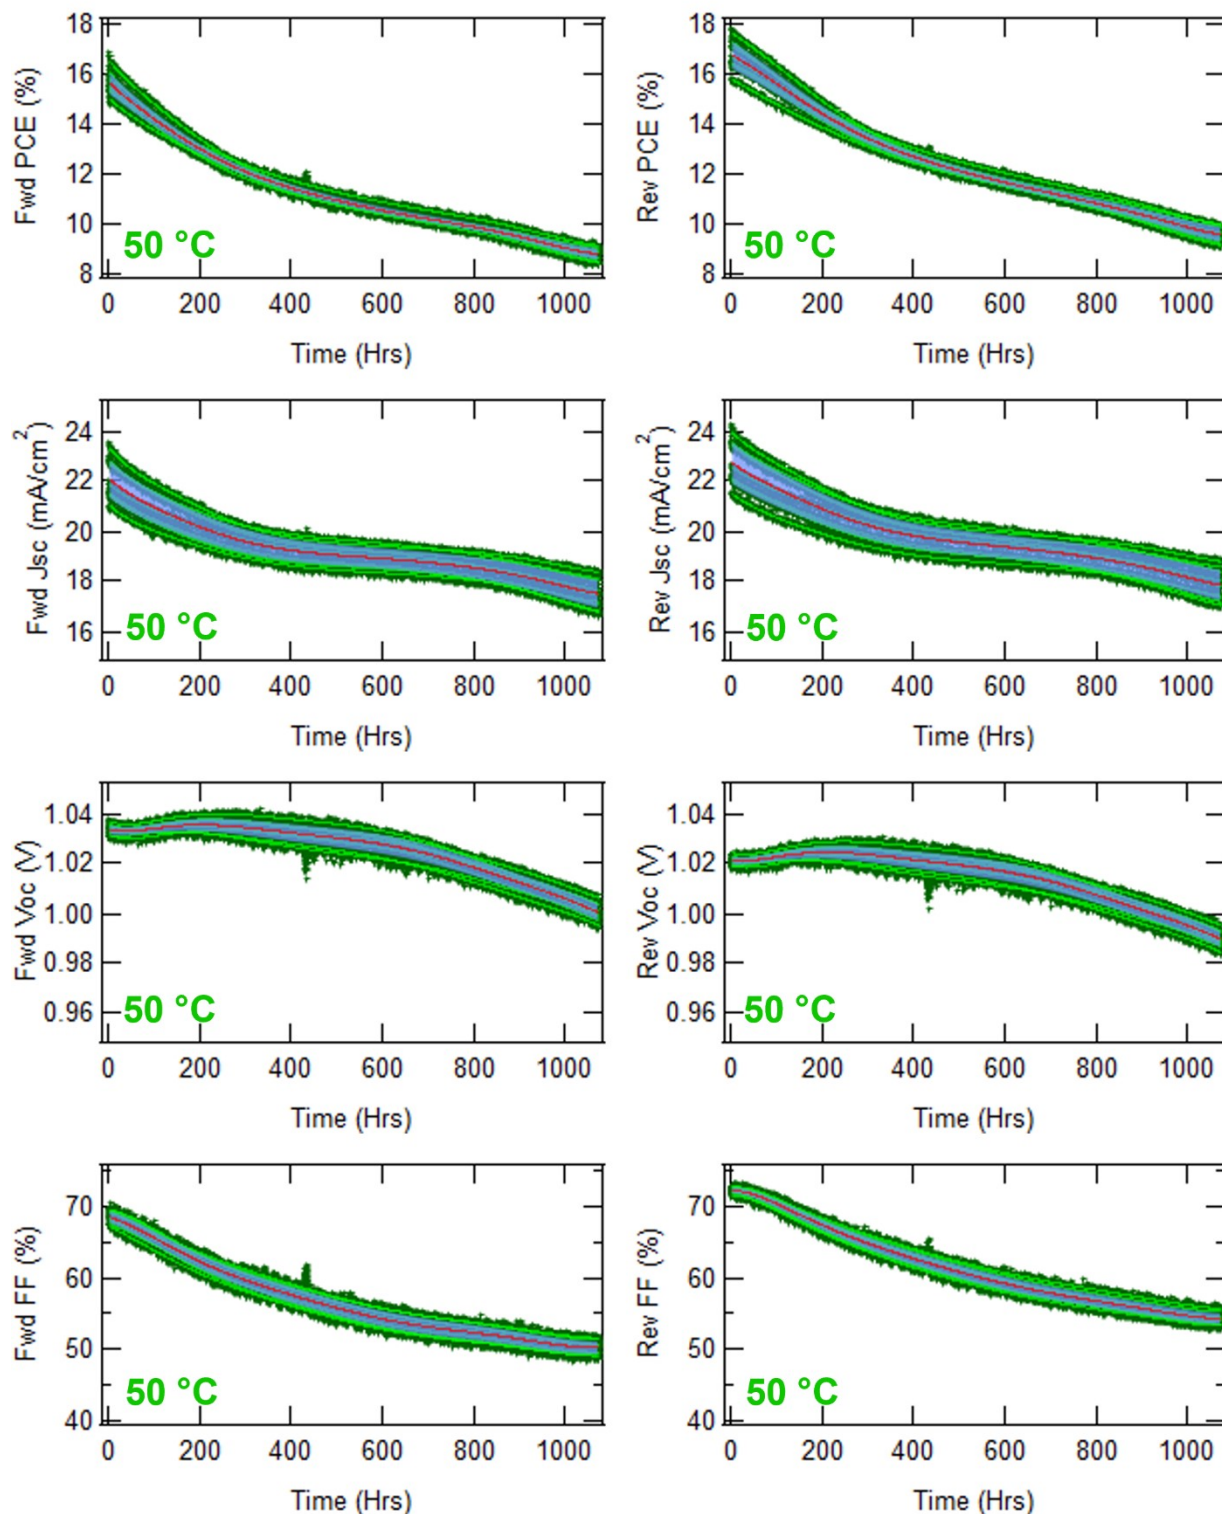 18
16
14
12
10
8
Fwd PCE (%)
50 °C
0 200 400 600 800 1000
Time (Hrs)
18
16
14
12
10
8
Rev PCE (%)
50 °C
0 200 400 600 800 1000
Time (Hrs)
24
22
20
18
16
Fwd Jsc (mA/cm²)
50 °C
0 200 400 600 800 1000
Time (Hrs)
24
22
20
18
16
Rev Jsc (mA/cm²)
50 °C
0 200 400 600 800 1000
Time (Hrs)
1.04
1.02
1.00
0.98
0.96
Fwd Voc (V)
50 °C
0 200 400 600 800 1000
Time (Hrs)
1.04
1.02
1.00
0.98
0.96
Rev Voc (V)
50 °C
0 200 400 600 800 1000
Time (Hrs)
70
60
50
40
Fwd FF (%)
50 °C
0 200 400 600 800 1000
Time (Hrs)
70
60
50
40
Rev FF (%)
50 °C
0 200 400 600 800 1000
Time (Hrs)